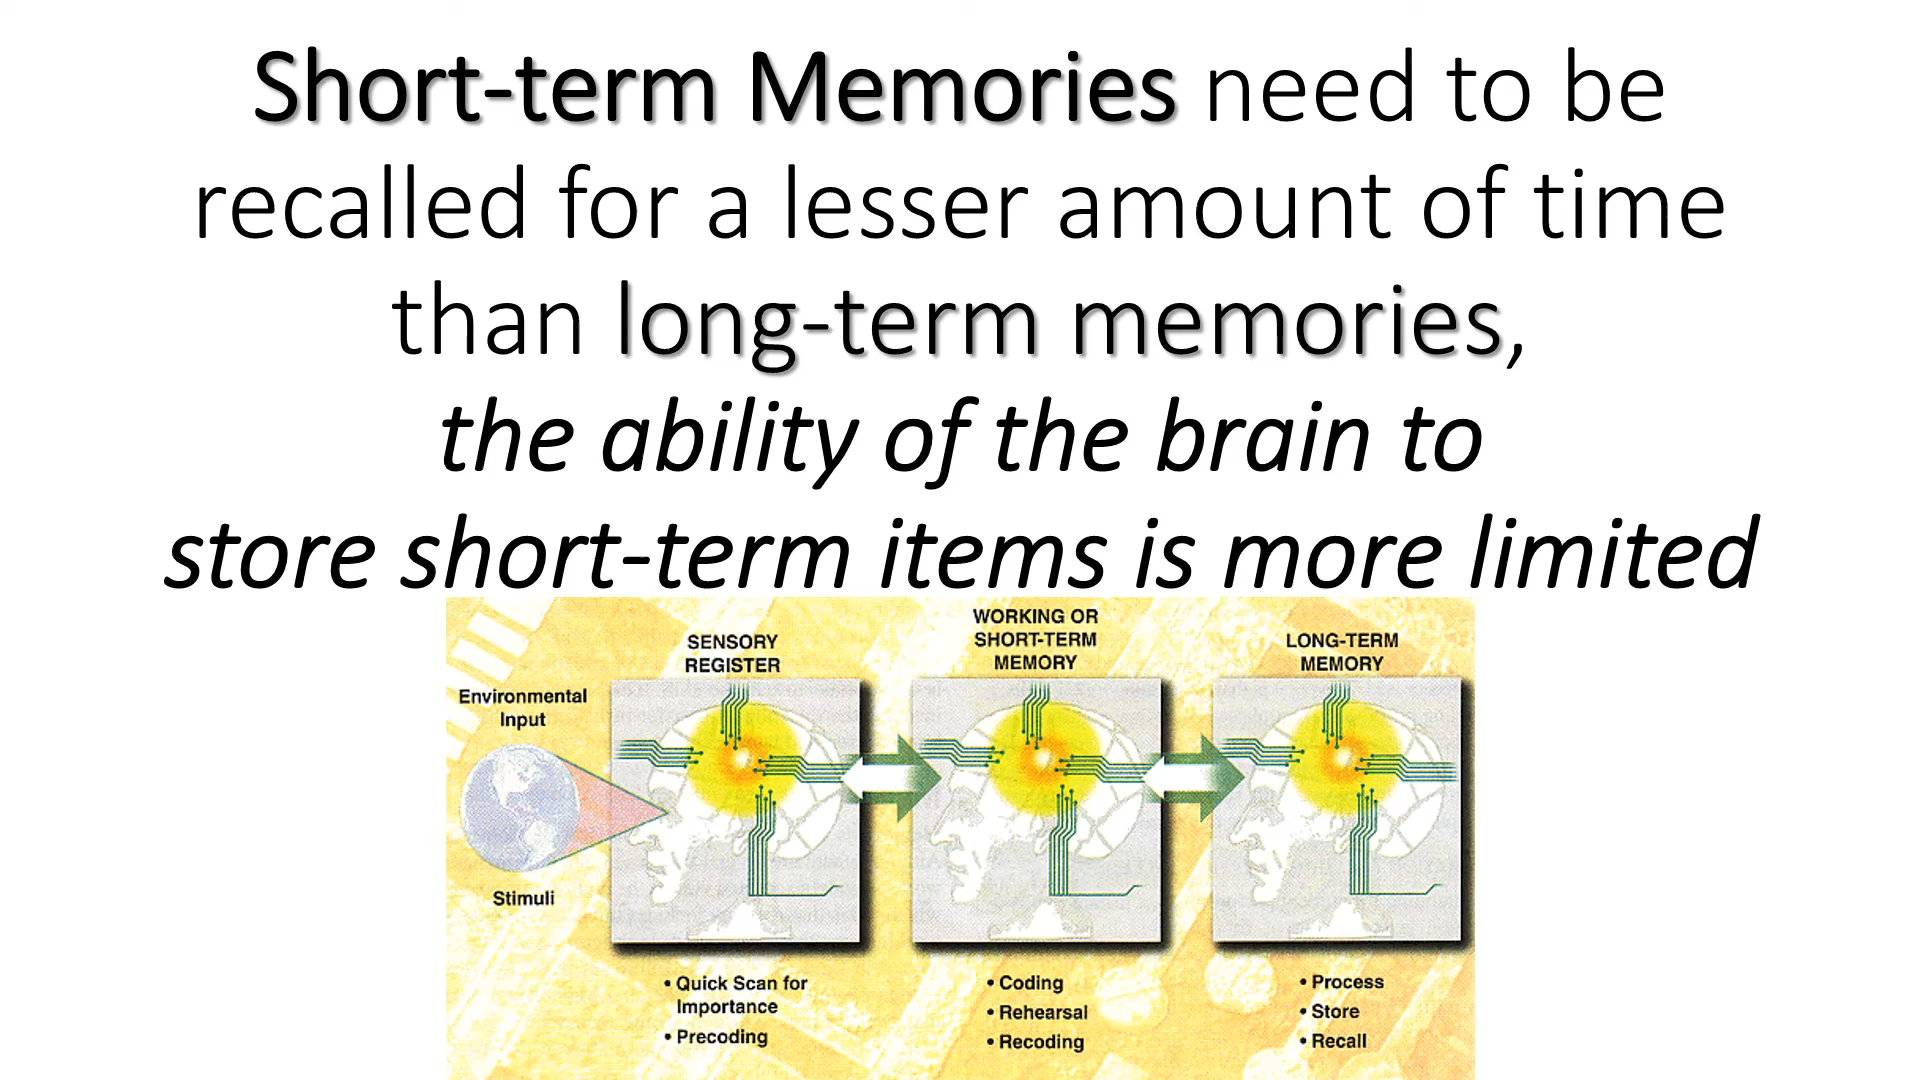 Short-term Memories need to be
recalled for a lesser amount of time
than long-term memories,
the ability of the brain to
store short-term items is more limited
Environmental
Input
Stimuli
SENSORY
REGISTER
• Quick Scan for
Importance
• Precoding
WORKING OR
SHORT-TERM
MEMORY
• Coding
• Rehearsal
• Recoding
LONG-TERM
MEMORY
• Process
• Store
• Recall